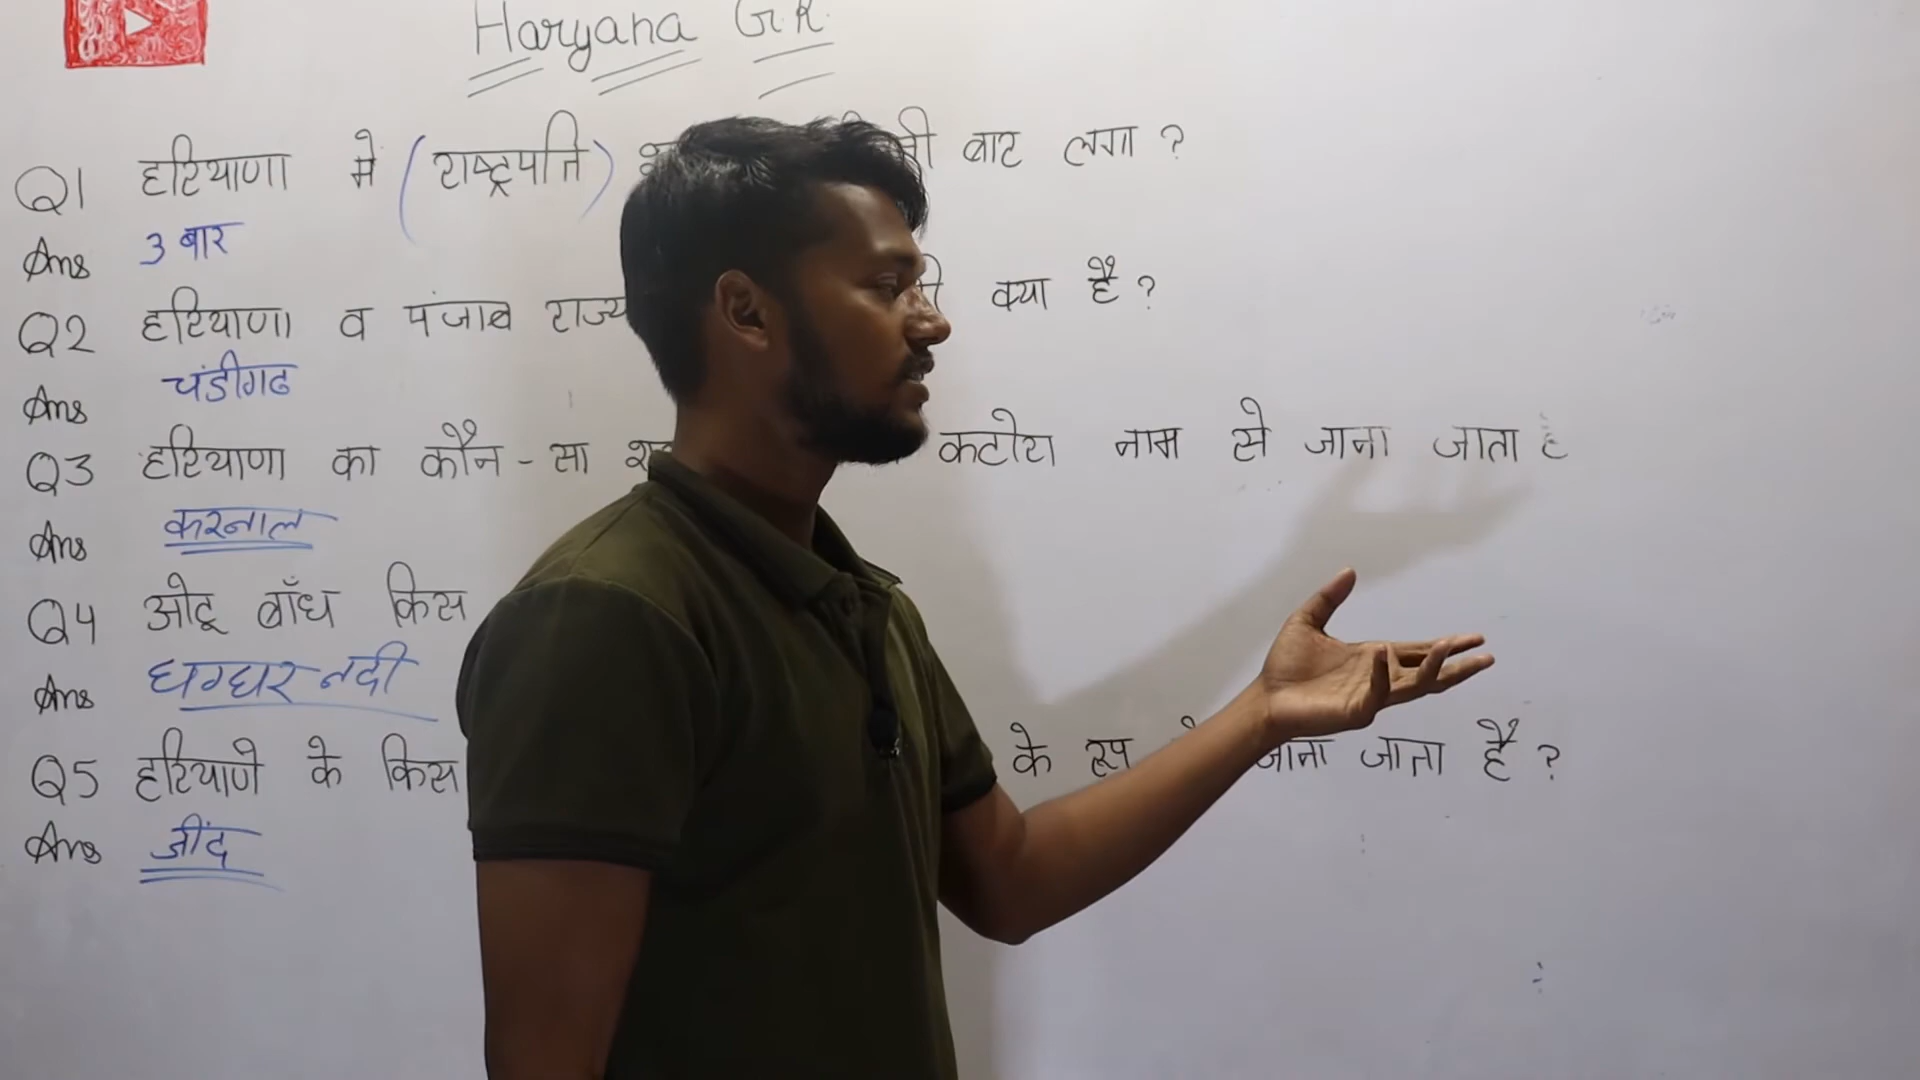 Haryana G.K.
Q1 हरियाणा में (राष्ट्रपति) बार लगा ?
Ans 3 बार
Q2 हरियाणा व पंजाब राज्य क्या है ?
Ans चंडीगढ
Q3 हरियाणा का कौन-सा कटोरा नाम से जाना जाता है
Ans करनाल
Q4 ओटू बाँध किस
Ans घग्घर नदी
Q5 हरियाणे के किस के रूप जाना जाता है ?
Ans जींद